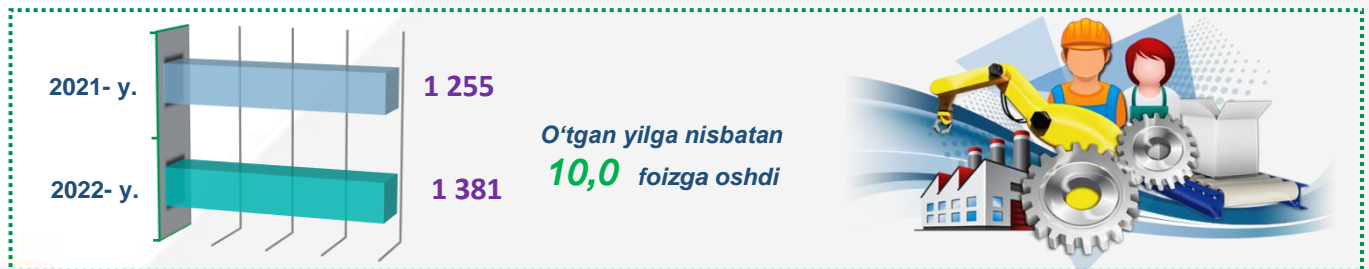 2021- y.
1 255
O‘tgan yilga nisbatan
10,0 foizga oshdi
2022- y.
1 381